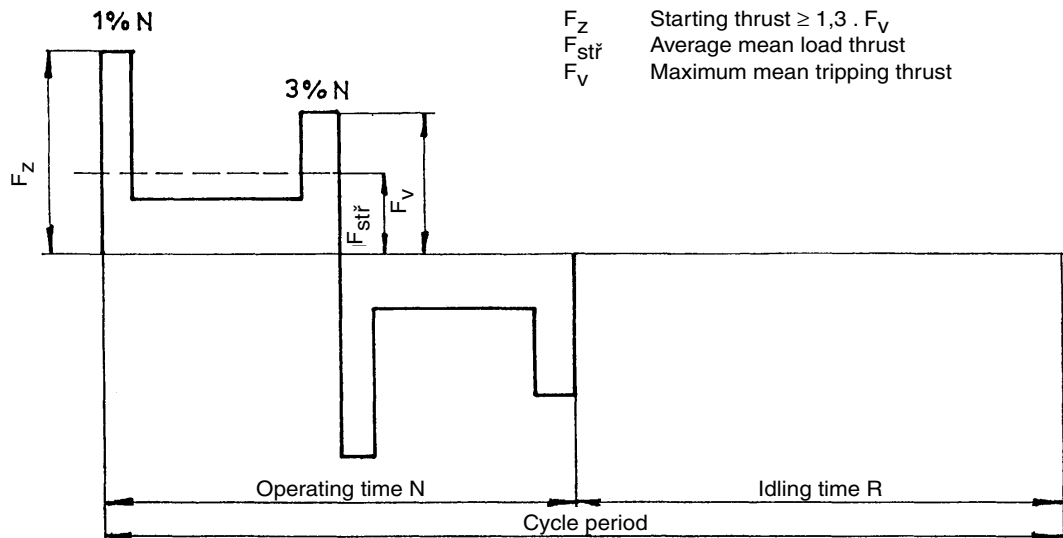 1% N
3% N
F_z Starting thrust ≥ 1,3 . F_v
F_stř Average mean load thrust
F_v Maximum mean tripping thrust
F_z
F_stř
F_v
Operating time N
Idling time R
Cycle period